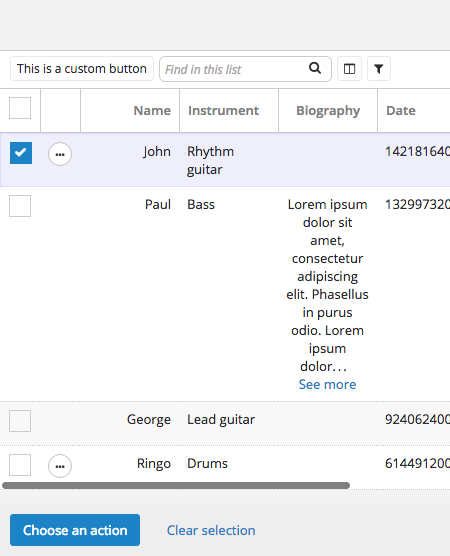 This is a custom button
Find in this list
Name Instrument Biography Date
John Rhythm guitar 142181640
Paul Bass Lorem ipsum 132997320
dolor sit
amet,
consectetur
adipiscing
elit. Phasellus
in purus
odio. Lorem
ipsum
dolor...
See more
George Lead guitar 924062400
Ringo Drums 614491200
Choose an action Clear selection